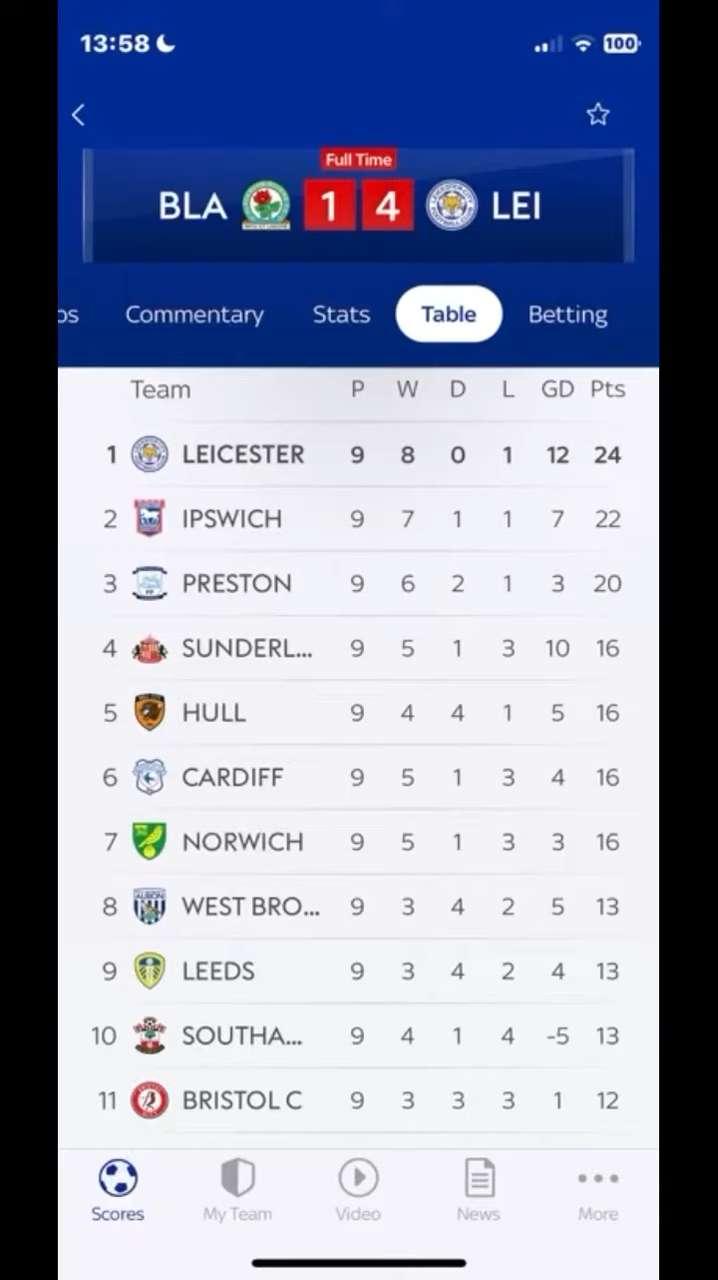 13:58 100
Full Time
BLA 1 4 LEI
os Commentary Stats Table Betting
Team P W D L GD Pts
1 LEICESTER 9 8 0 1 12 24
2 IPSWICH 9 7 1 1 7 22
3 PRESTON 9 6 2 1 3 20
4 SUNDERL... 9 5 1 3 10 16
5 HULL 9 4 4 1 5 16
6 CARDIFF 9 5 1 3 4 16
7 NORWICH 9 5 1 3 3 16
8 WEST BRO... 9 3 4 2 5 13
9 LEEDS 9 3 4 2 4 13
10 SOUTHA... 9 4 1 4 -5 13
11 BRISTOL C 9 3 3 3 1 12
Scores My Team Video News More